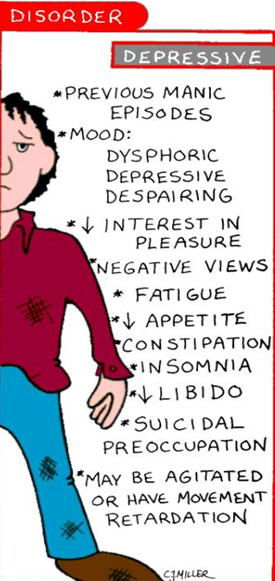 DISORDER
DEPRESSIVE
*PREVIOUS MANIC
EPISODES
*MOOD:
DYSPHORIC
DEPRESSIVE
DESPAIRING
*↓ INTEREST IN
PLEASURE
*NEGATIVE VIEWS
* FATIGUE
*↓ APPETITE
*CONSTIPATION
*INSOMNIA
*↓ LIBIDO
*SUICIDAL
PREOCCUPATION
*MAY BE AGITATED
OR HAVE MOVEMENT
RETARDATION
CJMILLER